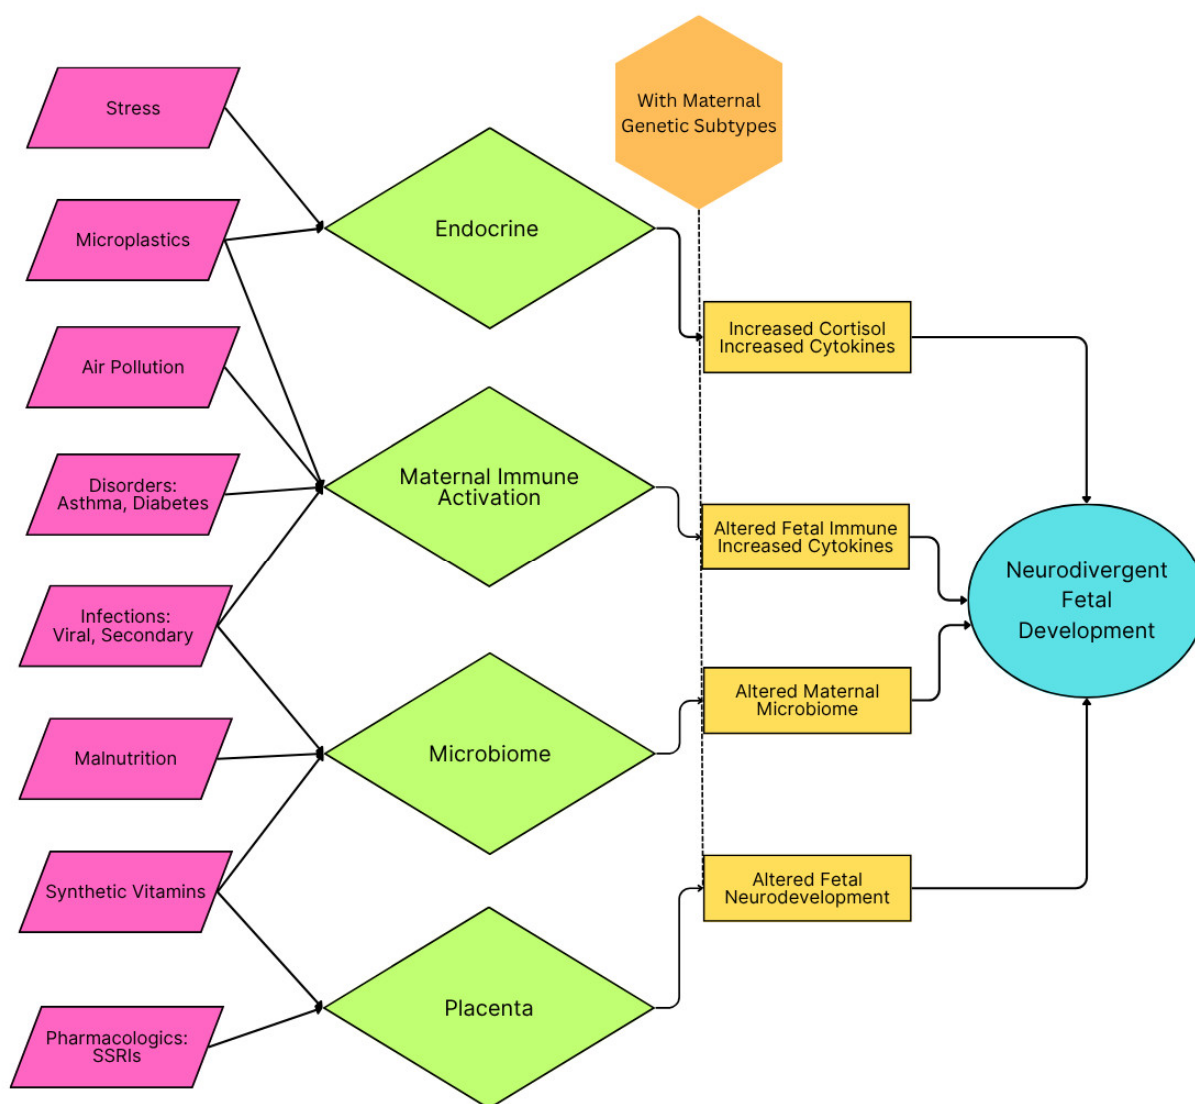 With Maternal
Genetic Subtypes
Stress
Microplastics
Air Pollution
Disorders:
Asthma, Diabetes
Infections:
Viral, Secondary
Malnutrition
Synthetic Vitamins
Pharmacologics:
SSRIs
Endocrine
Maternal Immune
Activation
Microbiome
Placenta
Increased Cortisol
Increased Cytokines
Altered Fetal Immune
Increased Cytokines
Altered Maternal
Microbiome
Altered Fetal
Neurodevelopment
Neurodivergent
Fetal
Development